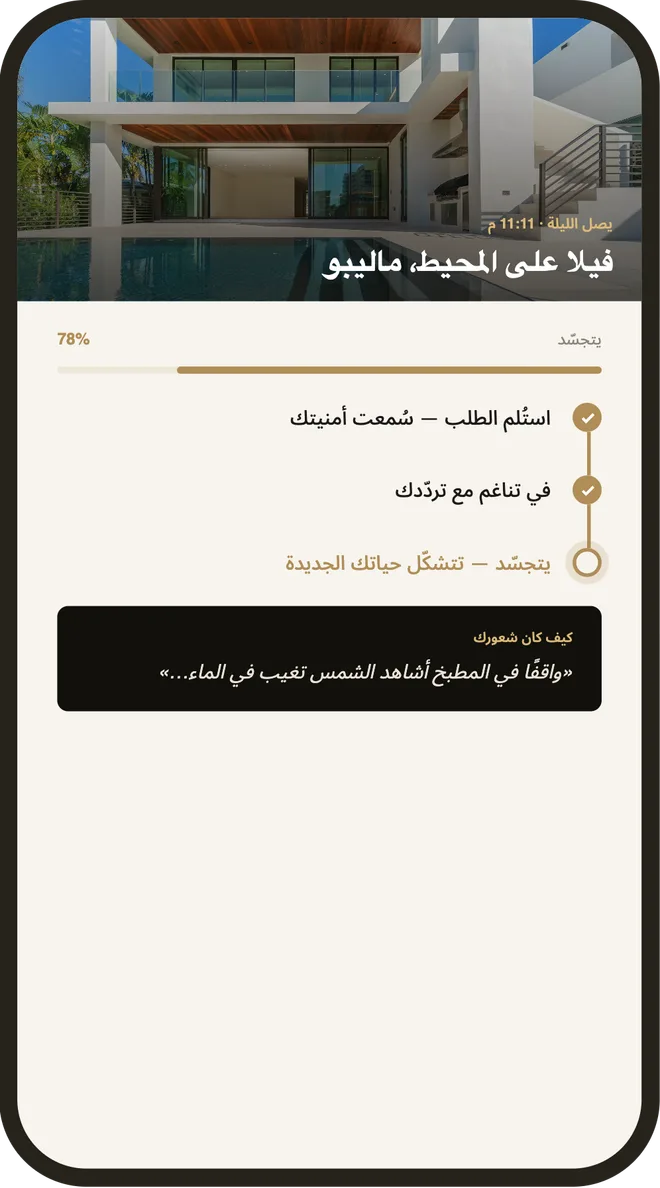 يصل الليلة · 11:11 م
فيلا على المحيط، ماليبو
يتجسّد
78%
استُلم الطلب — سُمعت أمنيتك
في تناغم مع تردّدك
يتجسّد — تتشكّل حياتك الجديدة
كيف كان شعورك
«واقفًا في المطبخ أشاهد الشمس تغيب في الماء…»